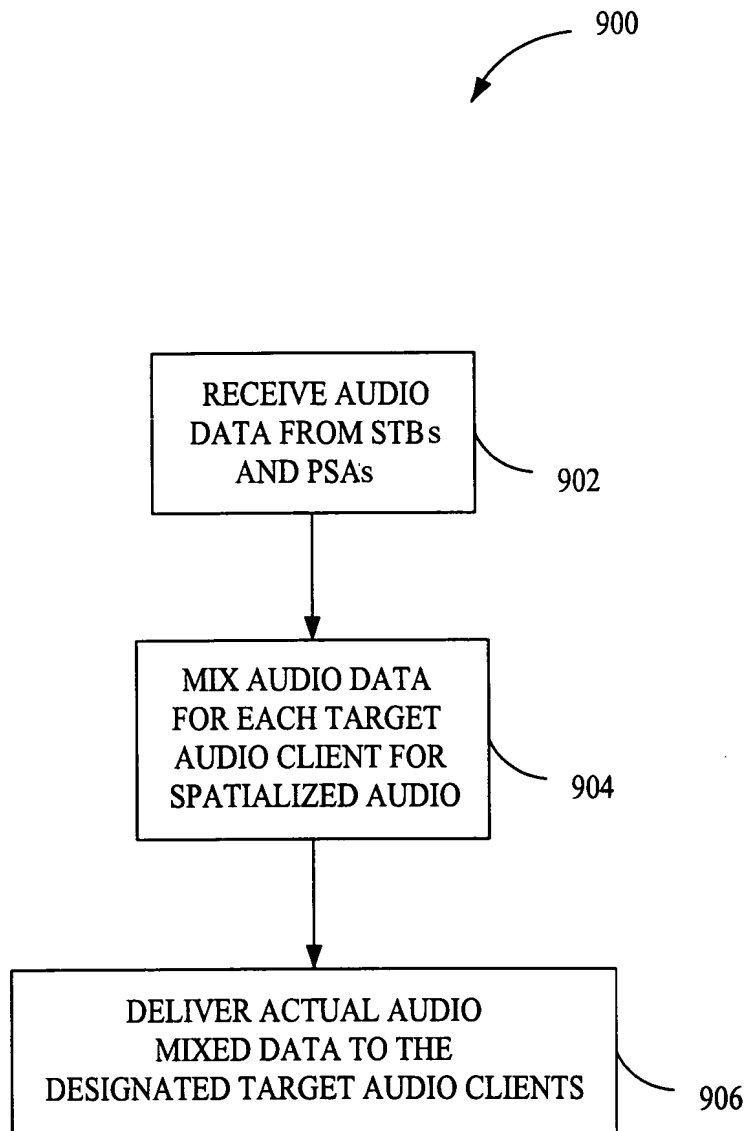 900
RECEIVE AUDIO
DATA FROM STBs
AND PSAs
902
MIX AUDIO DATA
FOR EACH TARGET
AUDIO CLIENT FOR
SPATIALIZED AUDIO
904
DELIVER ACTUAL AUDIO
MIXED DATA TO THE
DESIGNATED TARGET AUDIO CLIENTS
906